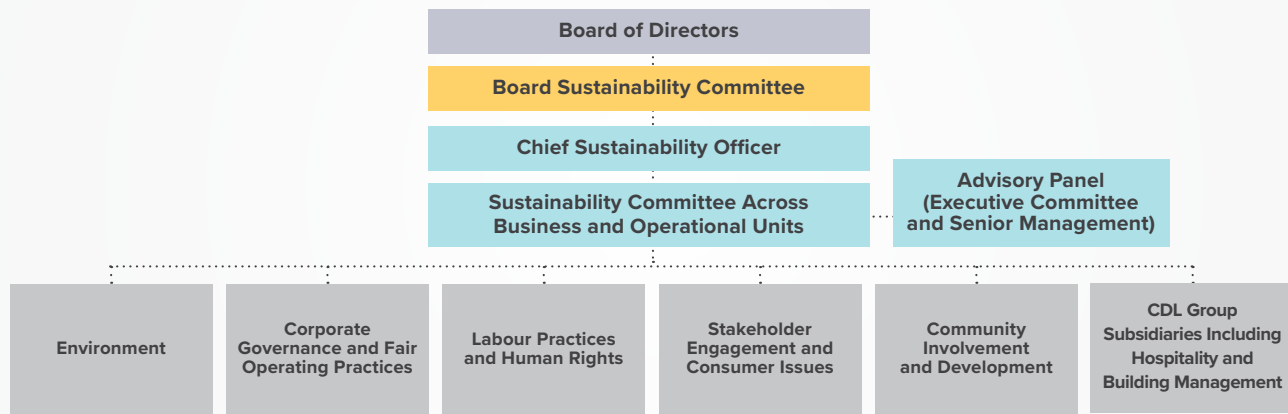 Board of Directors
Board Sustainability Committee
Chief Sustainability Officer
Sustainability Committee Across
Business and Operational Units
Advisory Panel
(Executive Committee
and Senior Management)
Environment
Corporate
Governance and Fair
Operating Practices
Labour Practices
and Human Rights
Stakeholder
Engagement and
Consumer Issues
Community
Involvement
and Development
CDL Group
Subsidiaries Including
Hospitality and
Building Management